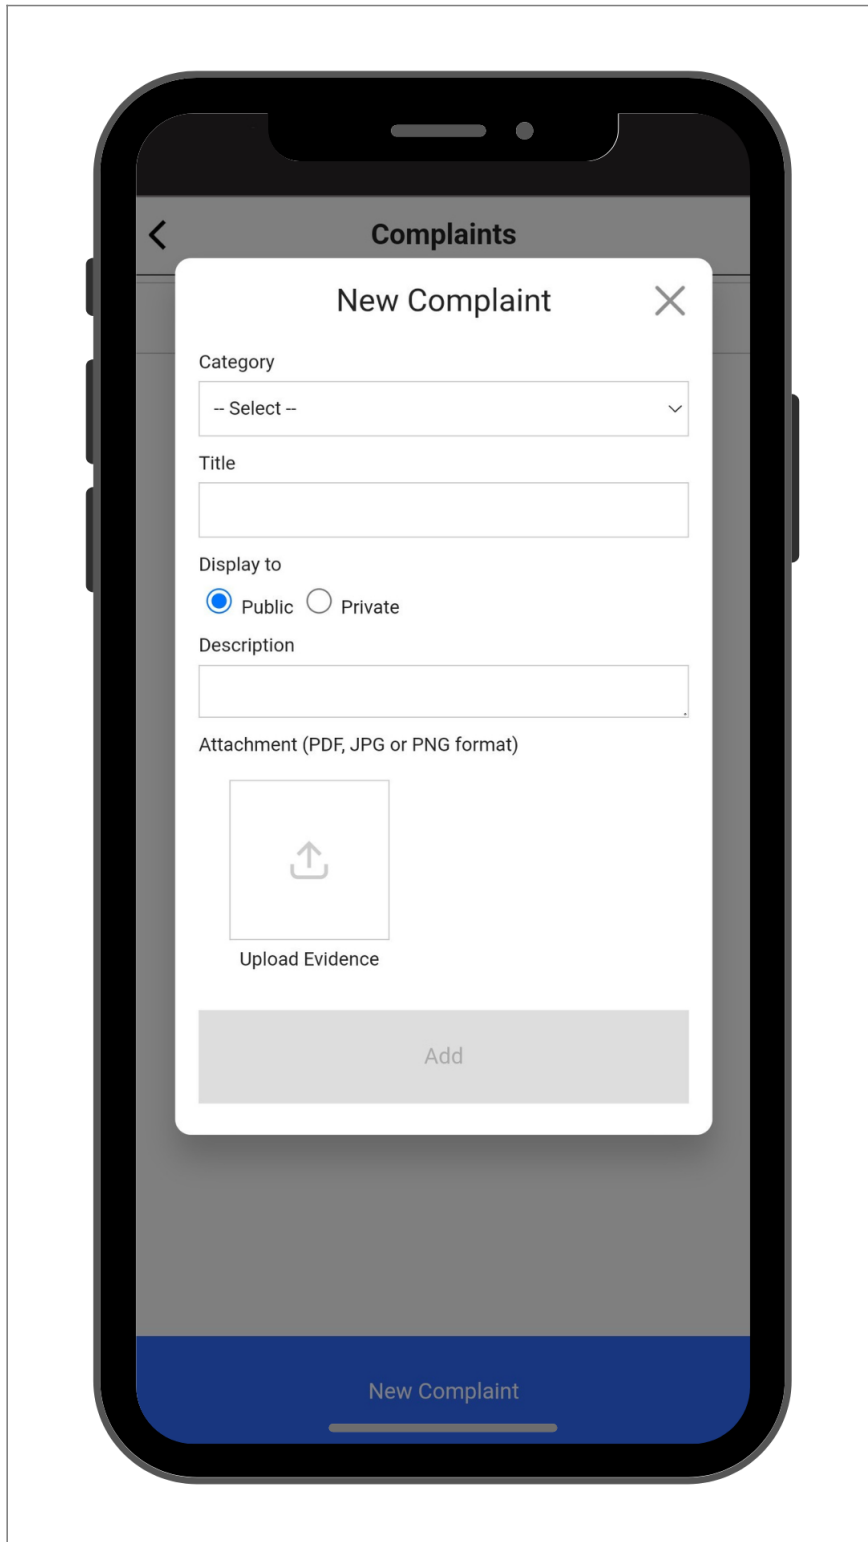 Complaints
New Complaint
Category
-- Select --
Title
Display to
Public Private
Description
Attachment (PDF, JPG or PNG format)
Upload Evidence
Add
New Complaint